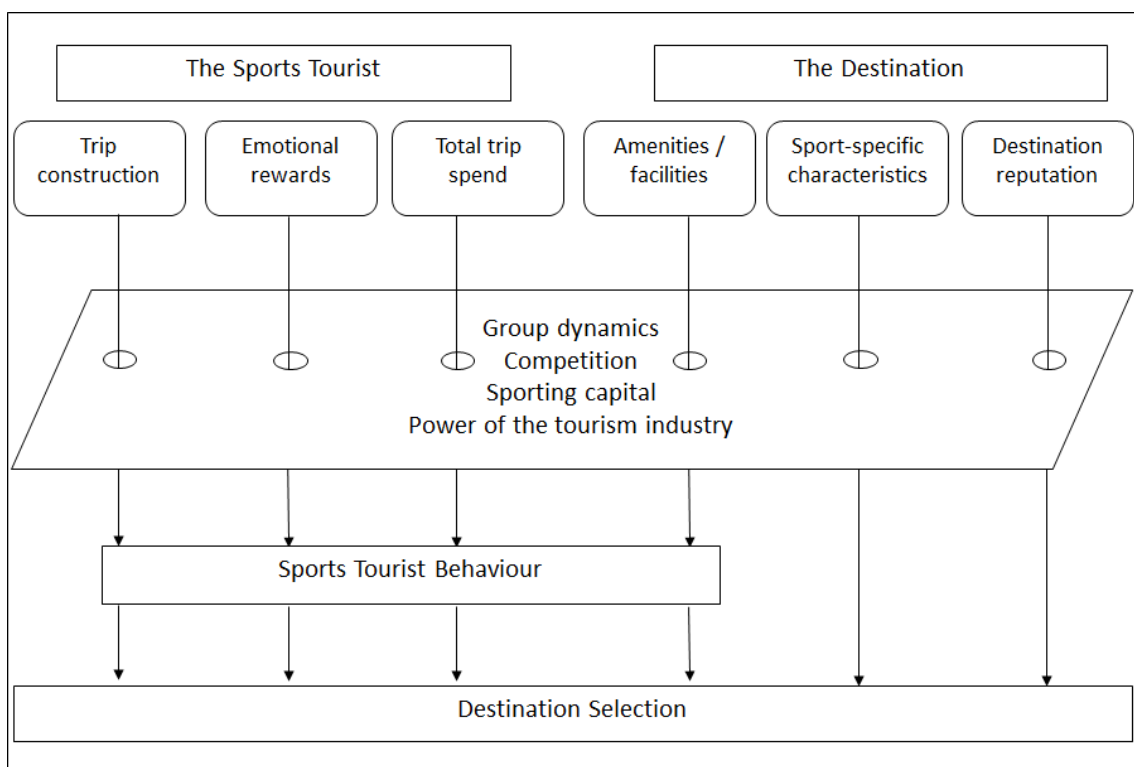 The Sports Tourist
The Destination
Trip
construction
Emotional
rewards
Total trip
spend
Amenities /
facilities
Sport-specific
characteristics
Destination
reputation
Group dynamics
Competition
Sporting capital
Power of the tourism industry
Sports Tourist Behaviour
Destination Selection